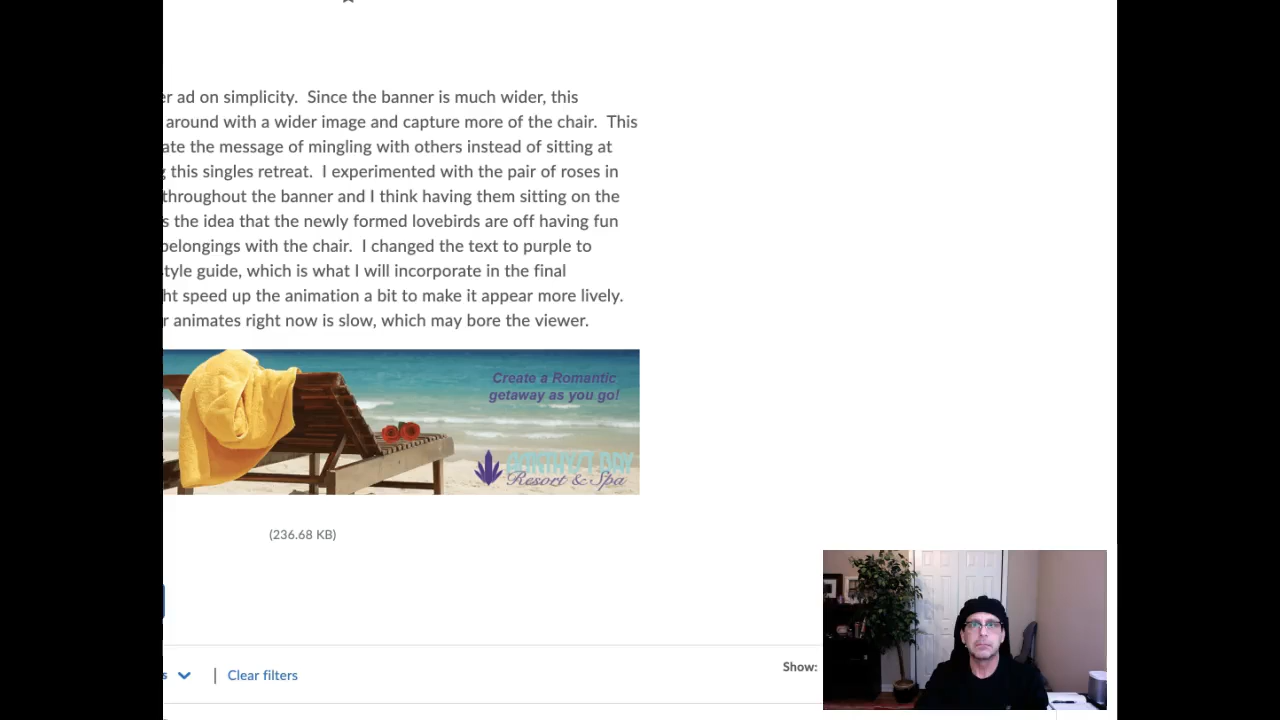 er ad on simplicity.  Since the banner is much wider, this
around with a wider image and capture more of the chair.  This
ate the message of mingling with others instead of sitting at
this singles retreat.  I experimented with the pair of roses in
throughout the banner and I think having them sitting on the
s the idea that the newly formed lovebirds are off having fun
belongings with the chair.  I changed the text to purple to
tyle guide, which is what I will incorporate in the final
ht speed up the animation a bit to make it appear more lively.
r animates right now is slow, which may bore the viewer.
Create a Romantic
getaway as you go!
Resort & Spa
(236.68 KB)
s | Clear filters
Show: